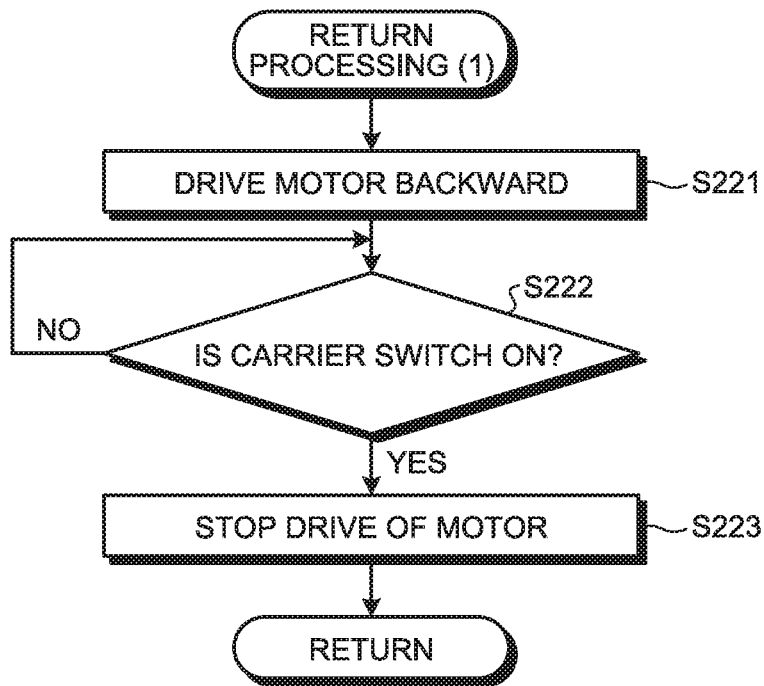 RETURN
PROCESSING (1)
DRIVE MOTOR BACKWARD
S221
S222
NO
IS CARRIER SWITCH ON?
YES
STOP DRIVE OF MOTOR
S223
RETURN